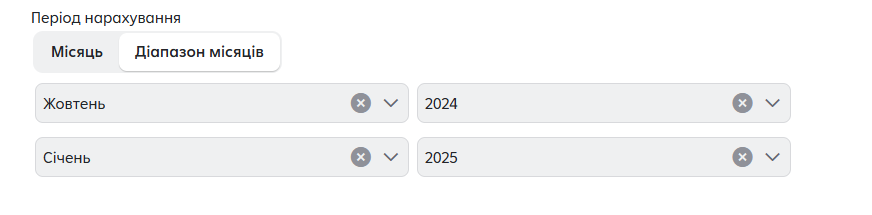 Період нарахування
Місяць Діапазон місяців
Жовтень 2024
Січень 2025